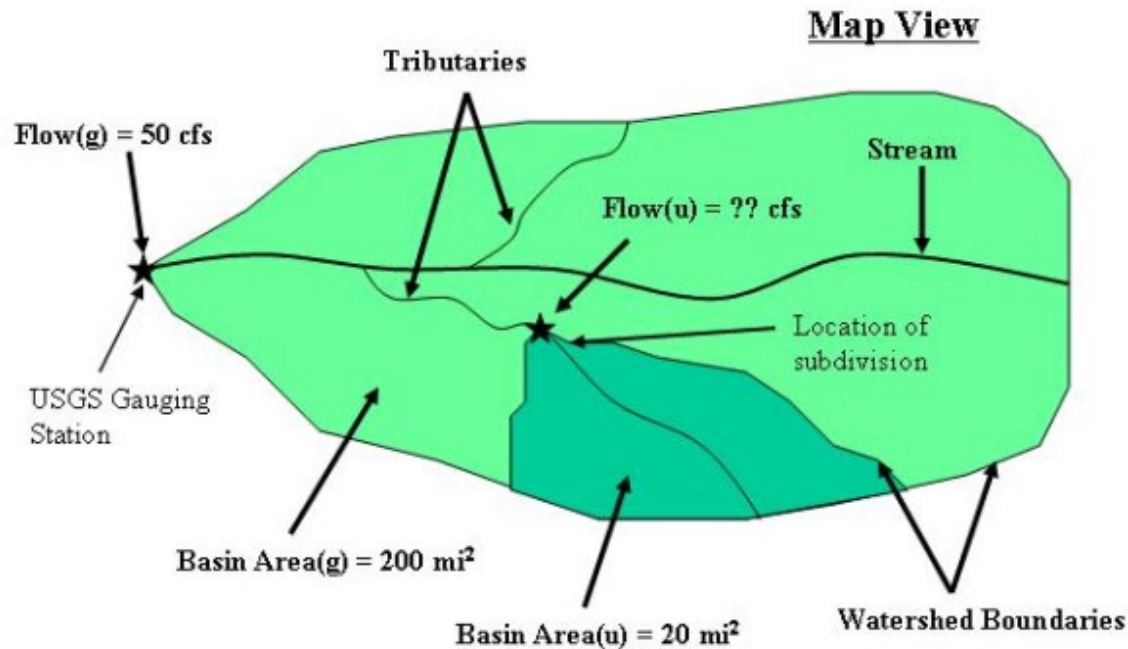 Map View
Tributaries
Flow(g) = 50 cfs
Stream
Flow(u) = ?? cfs
Location of
subdivision
USGS Gauging
Station
Basin Area(g) = 200 mi²
Basin Area(u) = 20 mi²
Watershed Boundaries